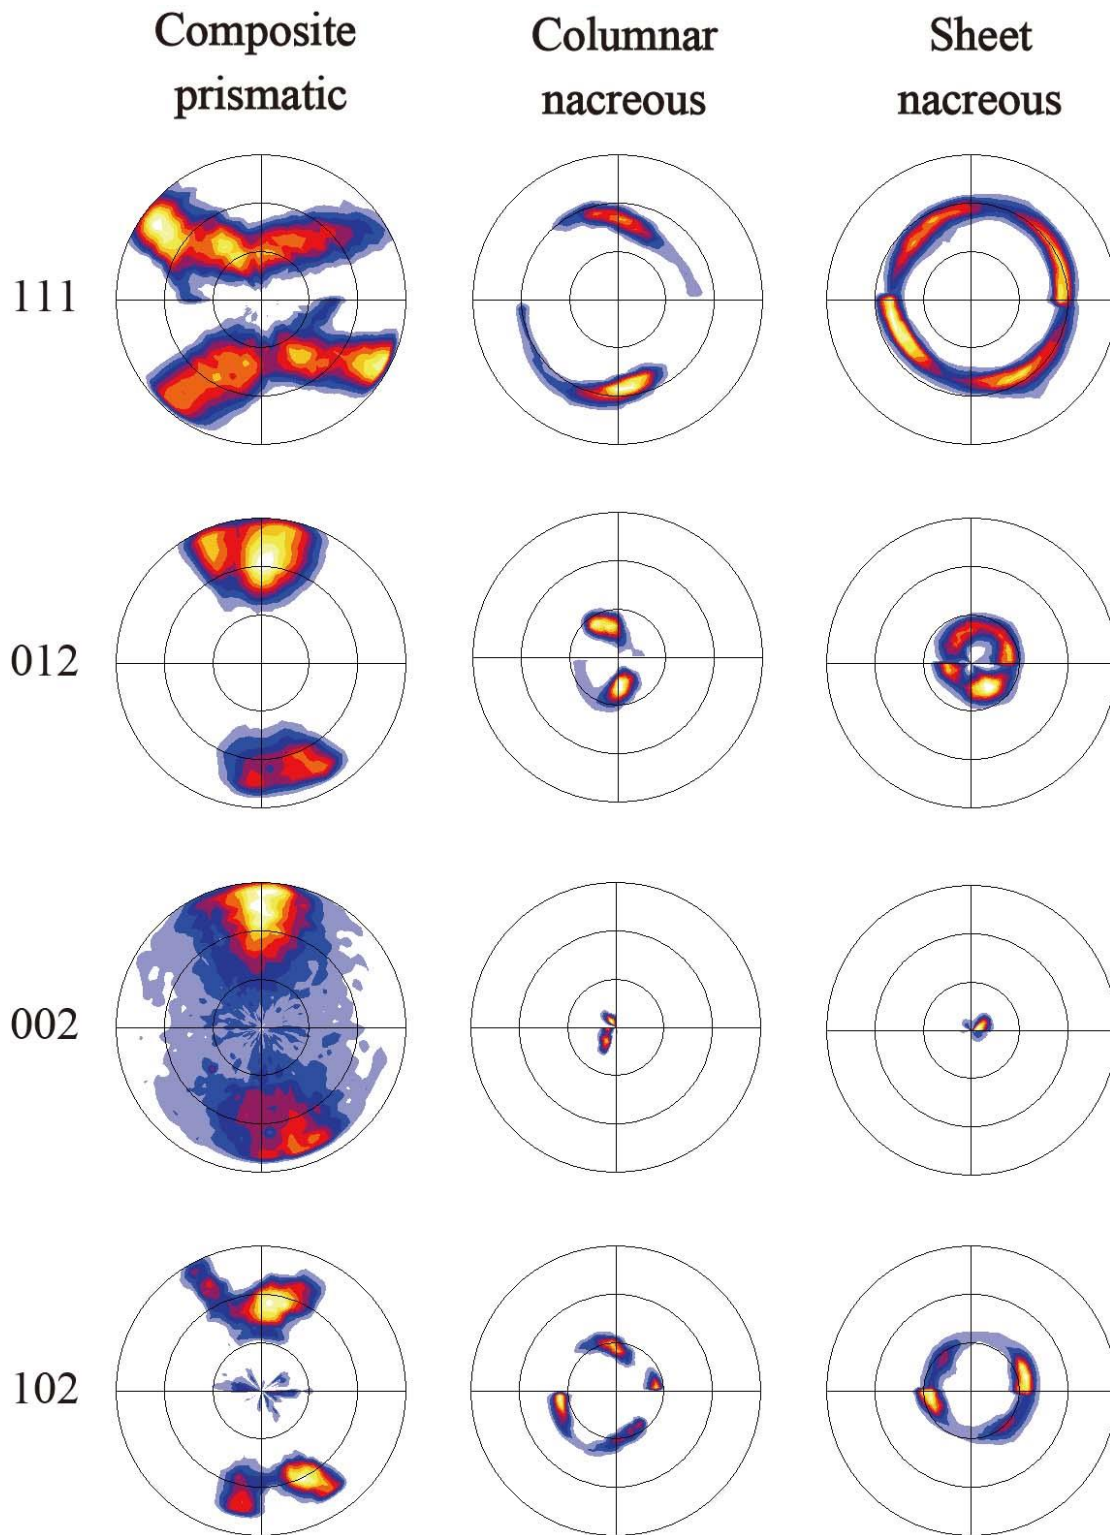 Composite
prismatic
Columnar
nacreous
Sheet
nacreous
111
012
002
102